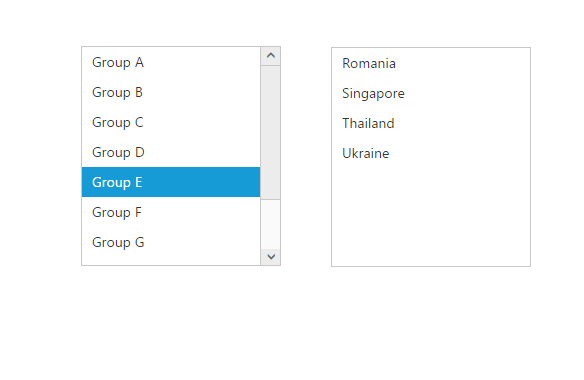 Group A
Group B
Group C
Group D
Group E
Group F
Group G
Romania
Singapore
Thailand
Ukraine